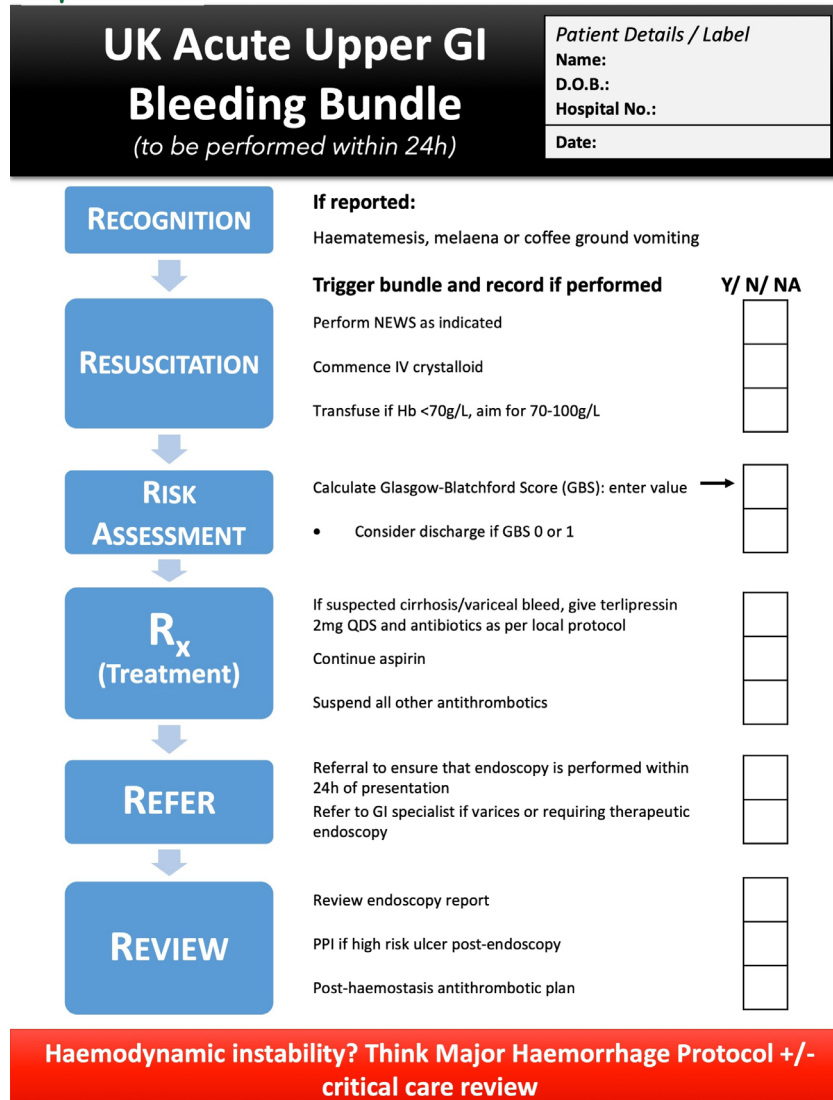 UK Acute Upper GI
Bleeding Bundle
(to be performed within 24h)
Patient Details / Label
Name:
D.O.B.:
Hospital No.:
Date:
RECOGNITION
If reported:
Haematemesis, melaena or coffee ground vomiting
Trigger bundle and record if performed Y/ N/ NA
RESUSCITATION
Perform NEWS as indicated
Commence IV crystalloid
Transfuse if Hb <70g/L, aim for 70-100g/L
RISK
ASSESSMENT
Calculate Glasgow-Blatchford Score (GBS): enter value
• Consider discharge if GBS 0 or 1
Rx
(Treatment)
If suspected cirrhosis/variceal bleed, give terlipressin
2mg QDS and antibiotics as per local protocol
Continue aspirin
Suspend all other antithrombotics
REFER
Referral to ensure that endoscopy is performed within
24h of presentation
Refer to GI specialist if varices or requiring therapeutic
endoscopy
REVIEW
Review endoscopy report
PPI if high risk ulcer post-endoscopy
Post-haemostasis antithrombotic plan
Haemodynamic instability? Think Major Haemorrhage Protocol +/-
critical care review